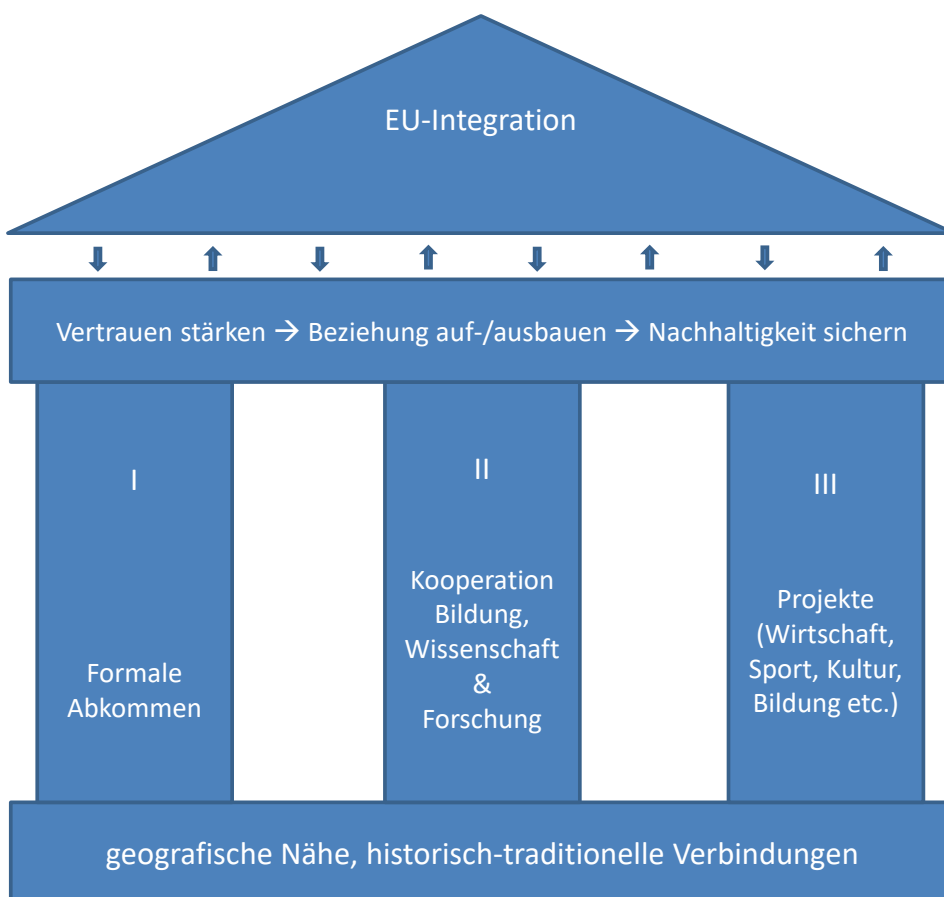 EU-Integration
Vertrauen stärken → Beziehung auf-/ausbauen → Nachhaltigkeit sichern
I
Formale
Abkommen
II
Kooperation
Bildung,
Wissenschaft
&
Forschung
III
Projekte
(Wirtschaft,
Sport, Kultur,
Bildung etc.)
geografische Nähe, historisch-traditionelle Verbindungen